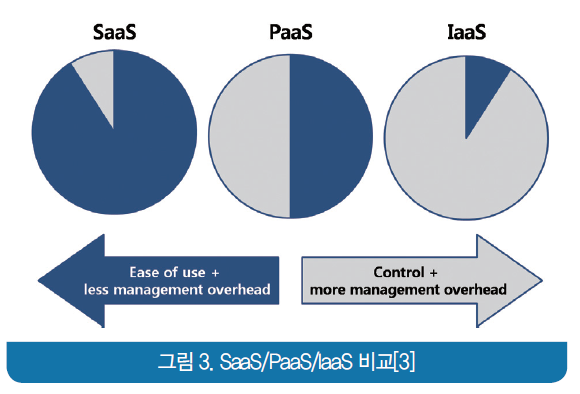 SaaS
PaaS
IaaS
Ease of use +
less management overhead
Control +
more management overhead
그림 3. SaaS/PaaS/IaaS 비교[3]